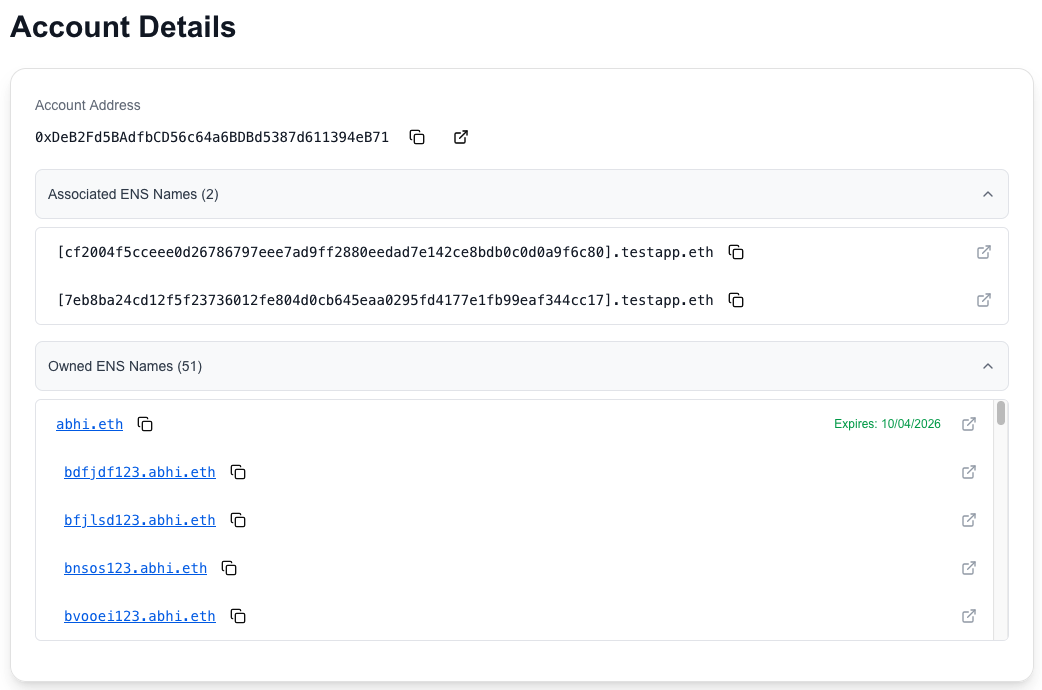 Account Details
Account Address
0xDeB2Fd5BAdfbCD56c64a6BDBd5387d611394eB71
Associated ENS Names (2)
[cf2004f5cceee0d26786797eee7ad9ff2880eedad7e142ce8bdb0c0d0a9f6c80].testapp.eth
[7eb8ba24cd12f5f23736012fe804d0cb645eaa0295fd4177e1fb99eaf344cc17].testapp.eth
Owned ENS Names (51)
abhi.eth Expires: 10/04/2026
bdfjdf123.abhi.eth
bfjlsd123.abhi.eth
bnsos123.abhi.eth
bvooei123.abhi.eth